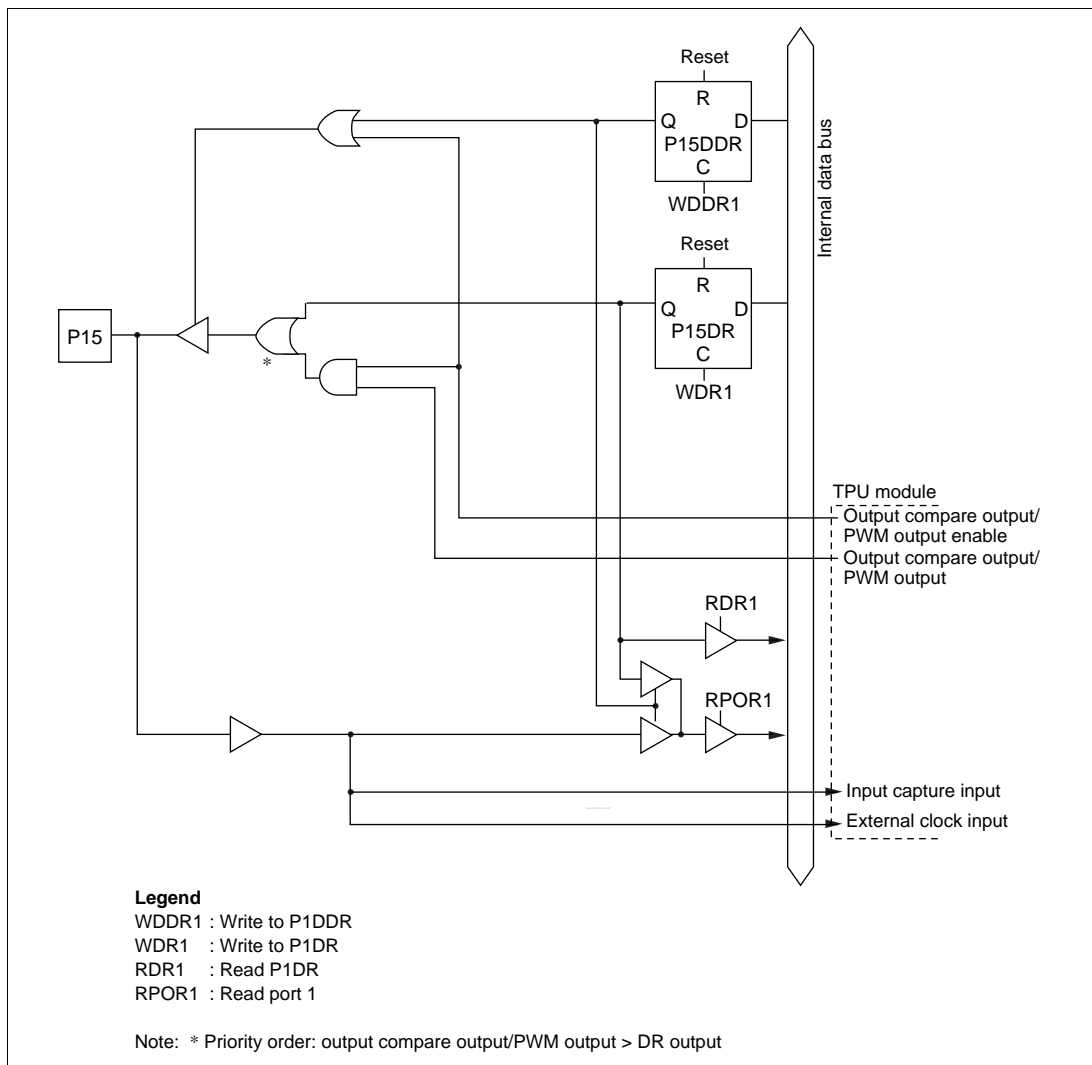 Reset
R
Q D
P15DDR
C
WDDR1
Internal data bus
Reset
R
Q D
P15DR
C
WDR1
P15
*
TPU module
Output compare output/
PWM output enable
Output compare output/
PWM output
RDR1
RPOR1
Input capture input
External clock input
Legend
WDDR1 : Write to P1DDR
WDR1 : Write to P1DR
RDR1 : Read P1DR
RPOR1 : Read port 1
Note: * Priority order: output compare output/PWM output > DR output